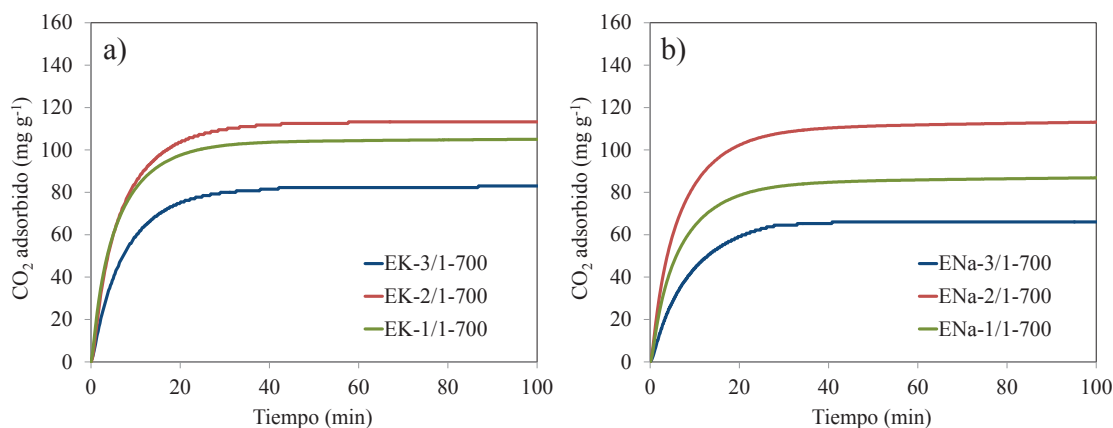 a)
160
140
120
100
80
60
40
20
0
CO₂ adsorbido (mg g⁻¹)
EK-3/1-700
EK-2/1-700
EK-1/1-700
0 20 40 60 80 100
Tiempo (min)
b)
160
140
120
100
80
60
40
20
0
CO₂ adsorbido (mg g⁻¹)
ENa-3/1-700
ENa-2/1-700
ENa-1/1-700
0 20 40 60 80 100
Tiempo (min)